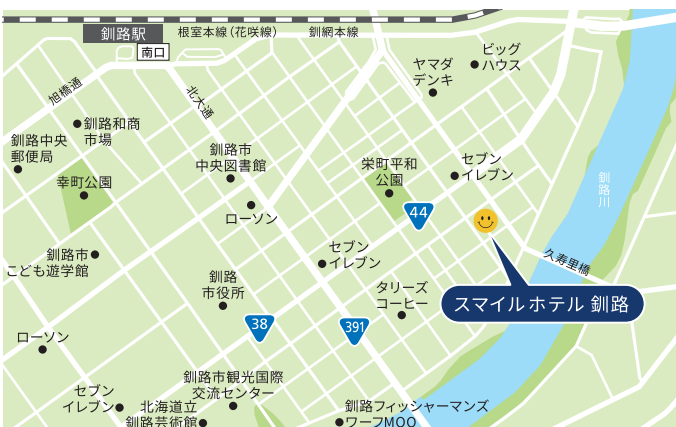 釧路駅
南口
根室本線（花咲線）
釧網本線
旭橋通
北大通
ヤマダ
デンキ
ビッグ
ハウス
釧路和商
市場
釧路中央
郵便局
幸町公園
釧路市
中央図書館
栄町平和
公園
セブン
イレブン
釧路川
ローソン
44
釧路市
こども遊学館
セブン
イレブン
久寿里橋
釧路
市役所
タリーズ
コーヒー
スマイルホテル 釧路
38
391
ローソン
釧路市観光国際
交流センター
セブン
イレブン
北海道立
釧路芸術館
釧路フィッシャーマンズ
ワーフMOO